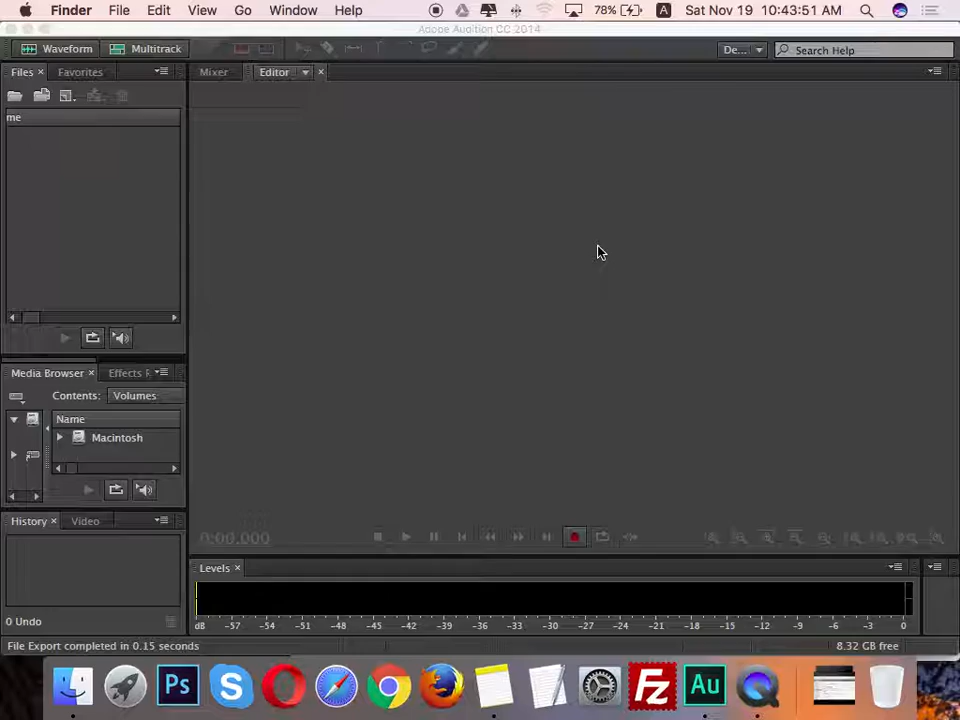 Finder File Edit View Go Window Help 78% A Sat Nov 19 10:43:51 AM
Adobe Audition CC 2014
Waveform Multitrack De... Search Help
Files × Favorites Mixer Editor ×
me
Media Browser × Effects R
Contents: Volumes
Name
Macintosh
History × Video
0:00.000
Levels ×
dB -57 -54 -51 -48 -45 -42 -39 -36 -33 -30 -27 -24 -21 -18 -15 -12 -9 -6 -3 0
0 Undo
File Export completed in 0.15 seconds 8.32 GB free
Ps S Fz Au